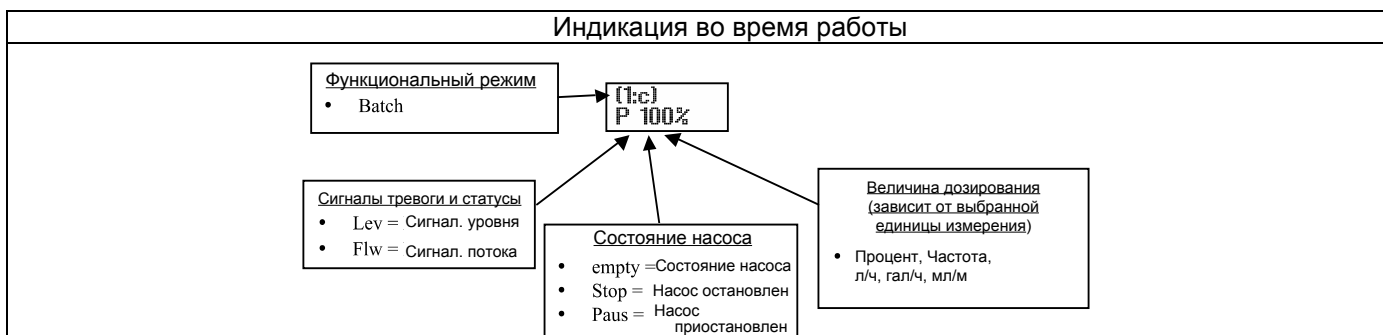 Индикация во время работы
Функциональный режим
• Batch
(1:c)
P 100%
Сигналы тревоги и статусы
• Lev = Сигнал. уровня
• Flw = Сигнал. потока
Состояние насоса
• empty =Состояние насоса
• Stop = Насос остановлен
• Paus = Насос
приостановлен
Величина дозирования
(зависит от выбранной
единицы измерения)
• Процент, Частота,
л/ч, гал/ч, мл/м